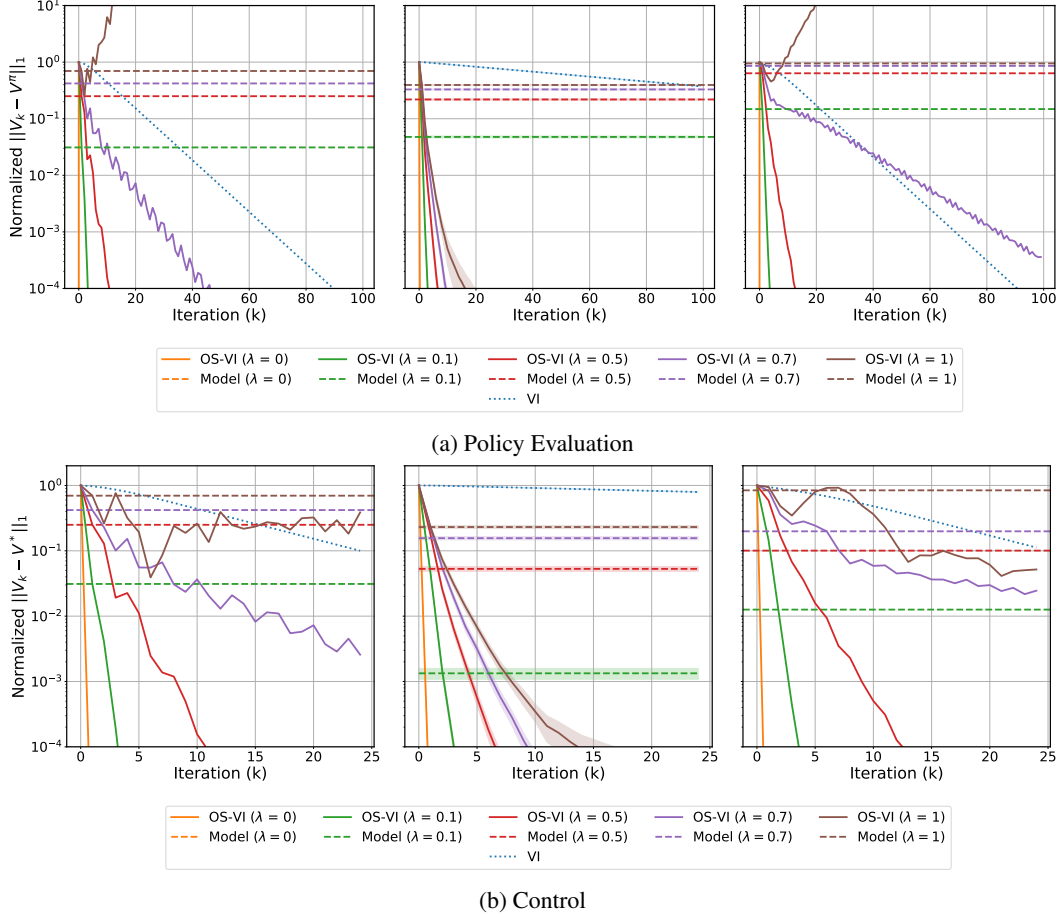 10¹
10⁰
10⁻¹
10⁻²
10⁻³
10⁻⁴
Normalized ||V_k − V^π||₁
0 20 40 60 80 100
0 20 40 60 80 100
0 20 40 60 80 100
Iteration (k)
Iteration (k)
Iteration (k)
OS-VI (λ = 0) OS-VI (λ = 0.1) OS-VI (λ = 0.5) OS-VI (λ = 0.7) OS-VI (λ = 1)
Model (λ = 0) Model (λ = 0.1) Model (λ = 0.5) Model (λ = 0.7) Model (λ = 1)
VI
(a) Policy Evaluation
10⁰
10⁻¹
10⁻²
10⁻³
10⁻⁴
Normalized ||V_k − V^*||₁
0 5 10 15 20 25
0 5 10 15 20 25
0 5 10 15 20 25
Iteration (k)
Iteration (k)
Iteration (k)
OS-VI (λ = 0) OS-VI (λ = 0.1) OS-VI (λ = 0.5) OS-VI (λ = 0.7) OS-VI (λ = 1)
Model (λ = 0) Model (λ = 0.1) Model (λ = 0.5) Model (λ = 0.7) Model (λ = 1)
VI
(b) Control